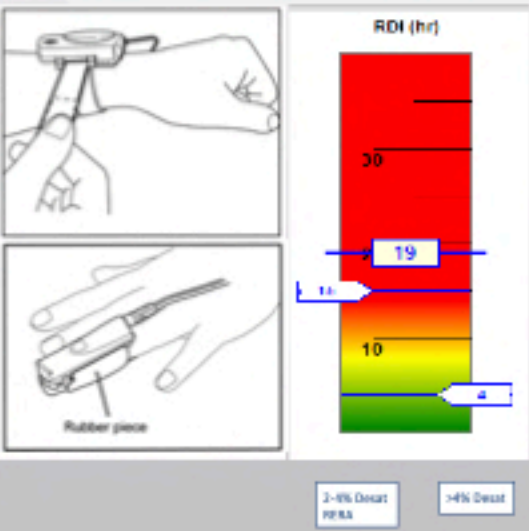 Rubber piece
RDI (hr)
30
19
10
4
2-4% Desat
RERA
>4% Desat